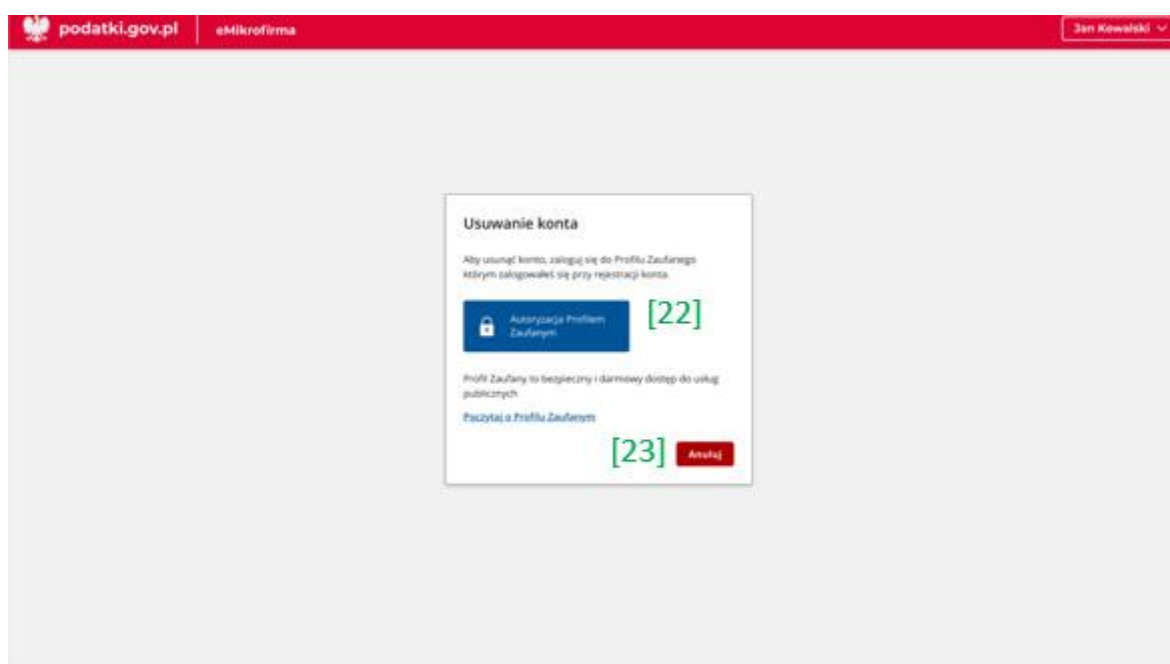 podatki.gov.pl eMikrofirma Jan Kowalski
Usuwanie konta
Aby usunąć konto, zaloguj się do Profilu Zaufanego
którym zalogowałeś się przy rejestracji konta.
Autoryzacja Profilem
Zaufanym
[22]
Profil Zaufany to bezpieczny i darmowy dostęp do usług
publicznych
Poczytaj o Profilu Zaufanym
[23] Anuluj